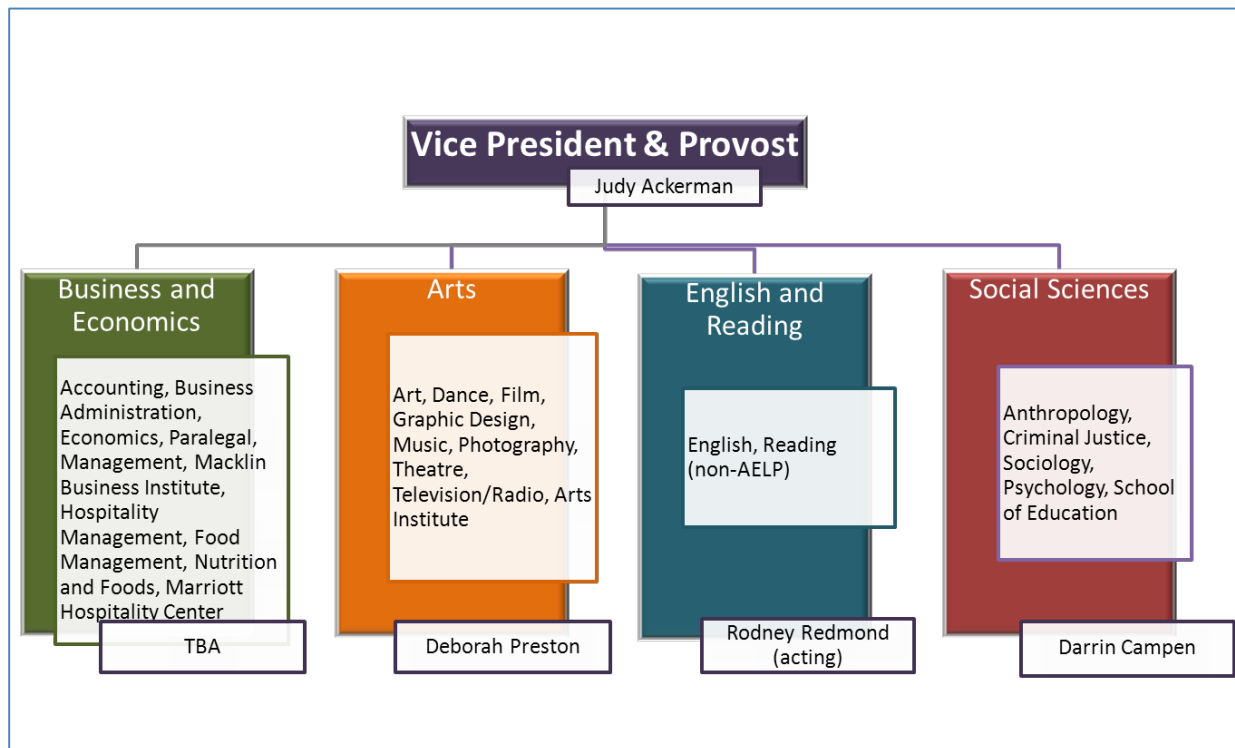 Vice President & Provost
Judy Ackerman
Business and
Economics
Accounting, Business
Administration,
Economics, Paralegal,
Management, Macklin
Business Institute,
Hospitality
Management, Food
Management, Nutrition
and Foods, Marriott
Hospitality Center
TBA
Arts
Art, Dance, Film,
Graphic Design,
Music, Photography,
Theatre,
Television/Radio, Arts
Institute
Deborah Preston
English and
Reading
English, Reading
(non-AELP)
Rodney Redmond
(acting)
Social Sciences
Anthropology,
Criminal Justice,
Sociology,
Psychology, School
of Education
Darrin Campen